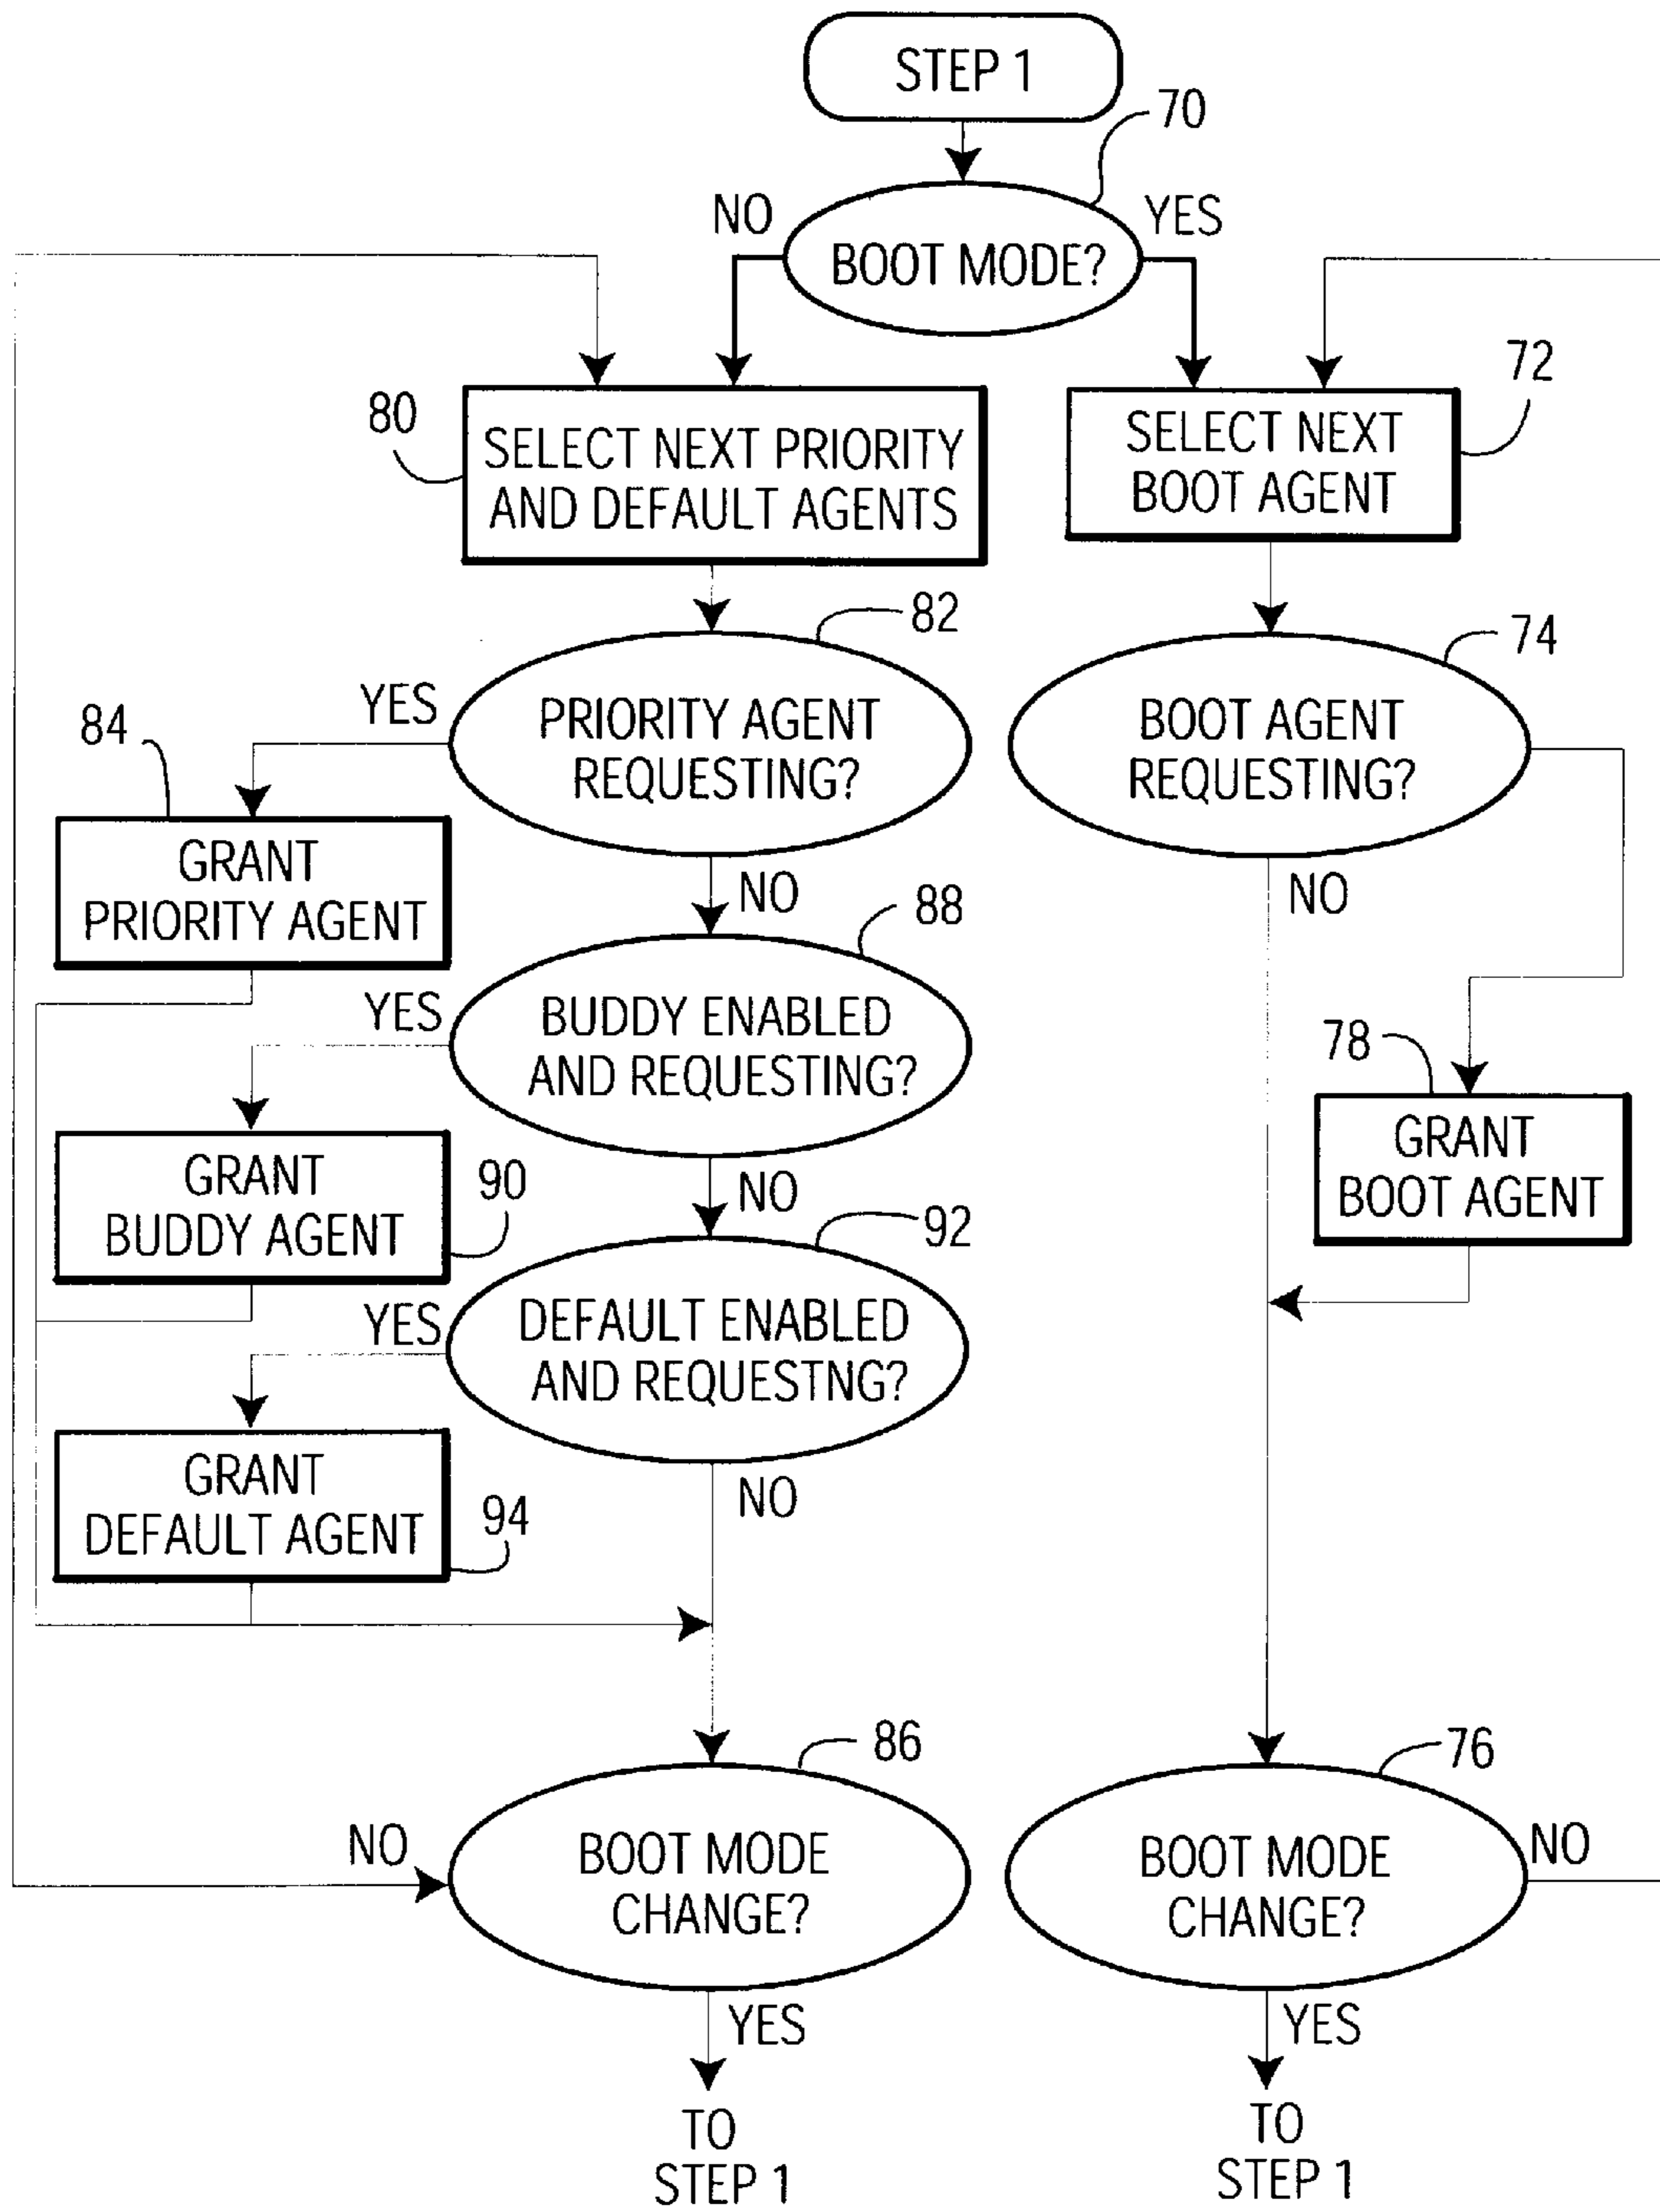 STEP 1
70
NO
YES
BOOT MODE?
72
80
SELECT NEXT PRIORITY
AND DEFAULT AGENTS
SELECT NEXT
BOOT AGENT
82
74
YES
84
PRIORITY AGENT
REQUESTING?
BOOT AGENT
REQUESTING?
GRANT
PRIORITY AGENT
NO
NO
88
YES
BUDDY ENABLED
AND REQUESTING?
78
GRANT
BOOT AGENT
GRANT
BUDDY AGENT
90
NO
92
YES
DEFAULT ENABLED
AND REQUESTNG?
GRANT
DEFAULT AGENT
94
NO
86
76
NO
BOOT MODE
CHANGE?
BOOT MODE
CHANGE?
NO
YES
YES
TO
STEP 1
TO
STEP 1